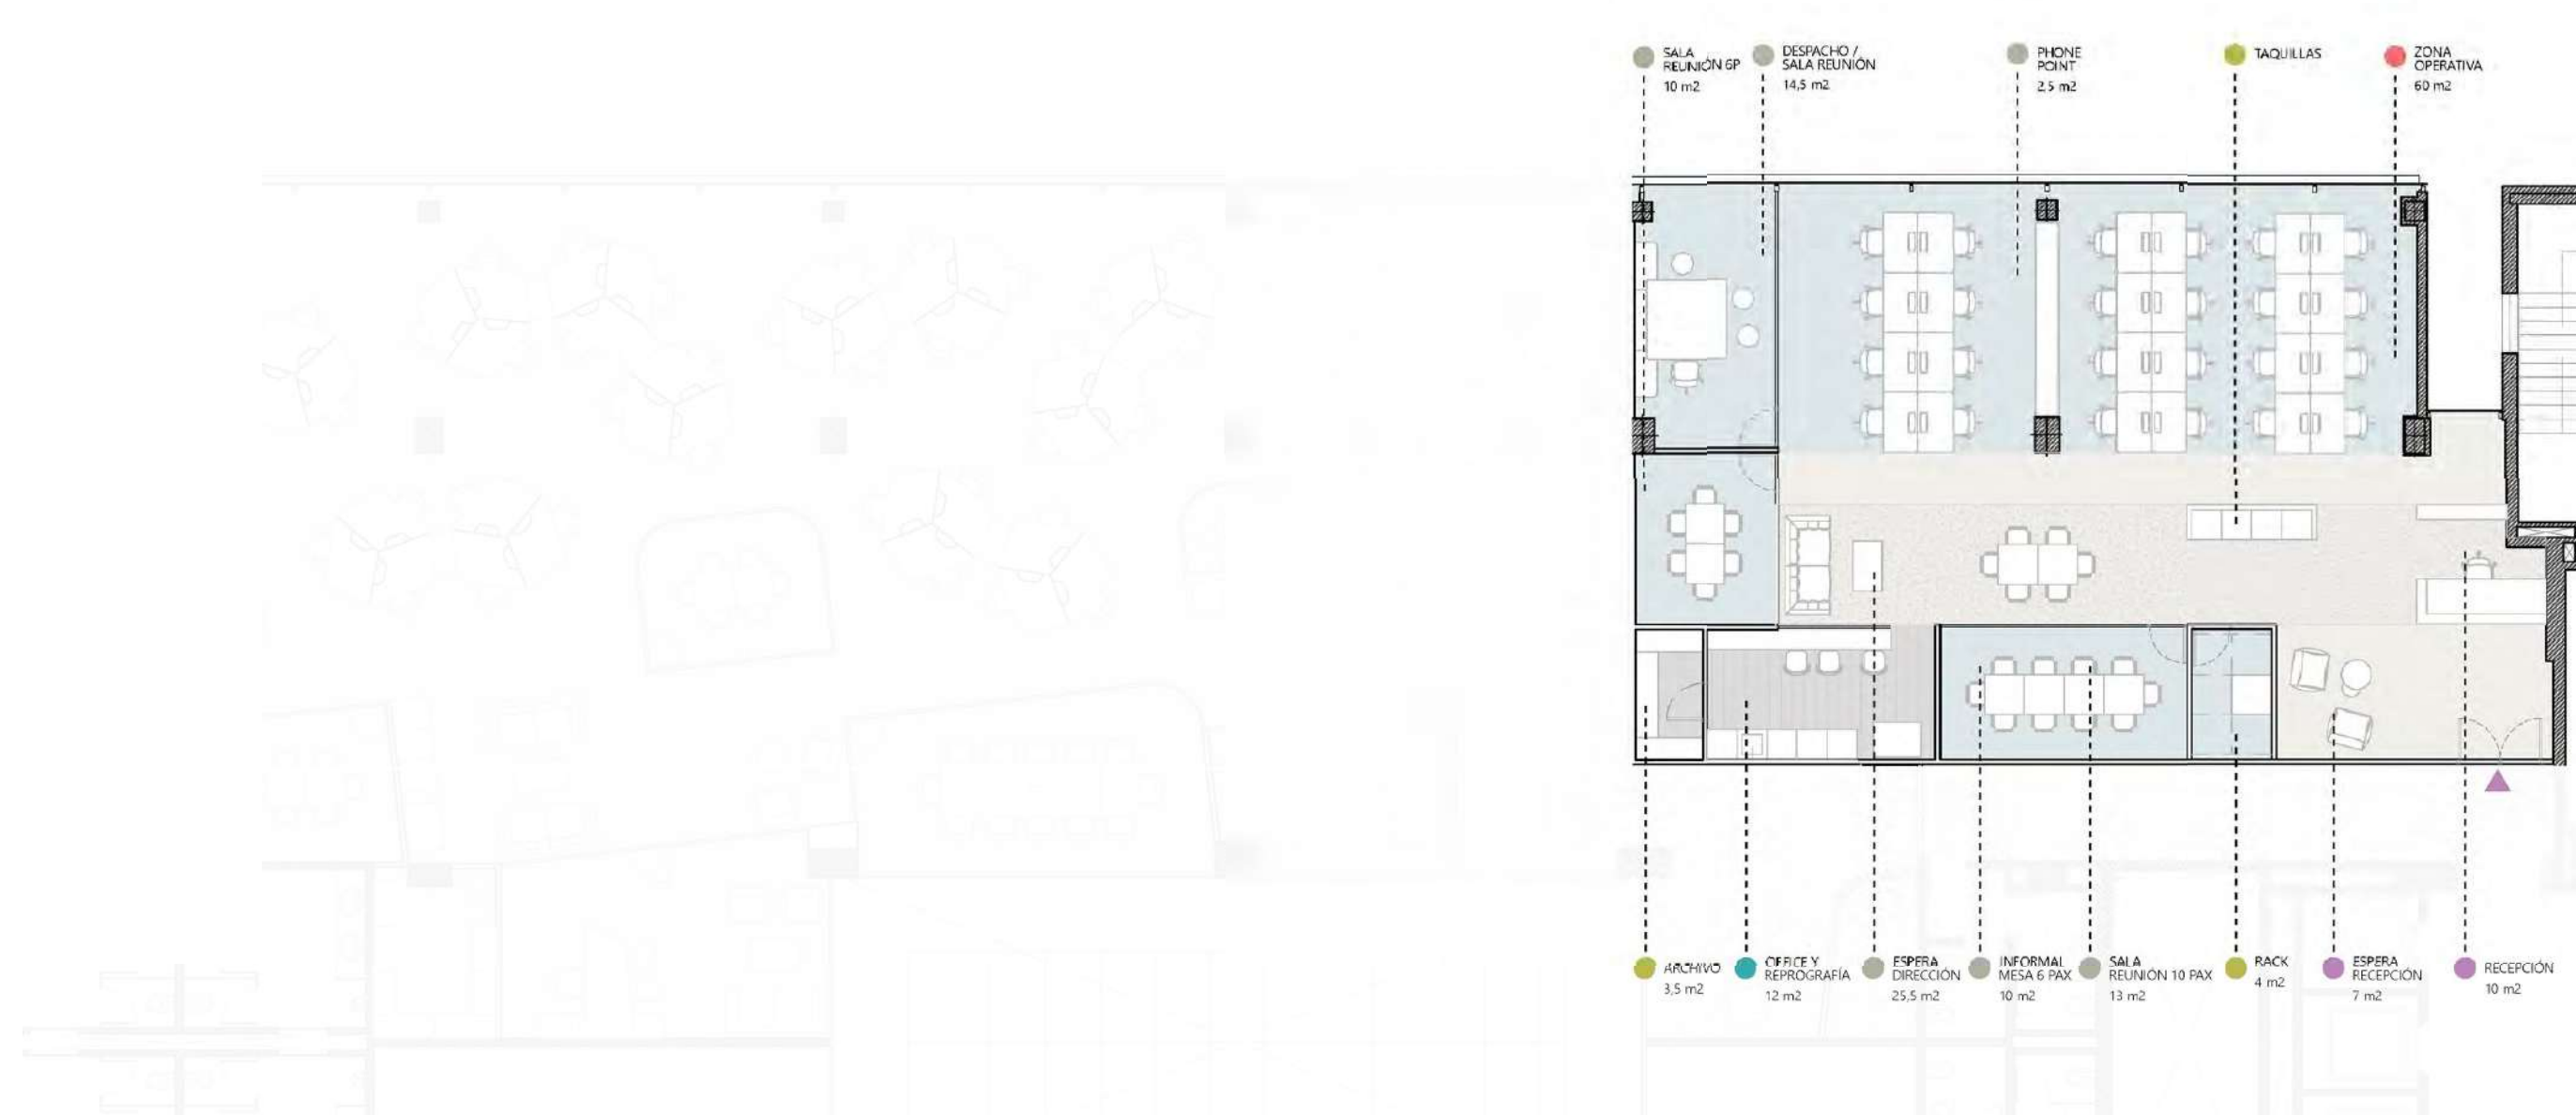 SALA
REUNIÓN 6P
10 m2
DESPACHO /
SALA REUNIÓN
14,5 m2
PHONE
POINT
2,5 m2
TAQUILLAS
ZONA
OPERATIVA
60 m2
ARCHIVO
3,5 m2
OFFICE Y
REPROGRAFÍA
12 m2
ESPERA
DIRECCIÓN
25,5 m2
INFORMAL
MESA 6 PAX
10 m2
SALA
REUNIÓN 10 PAX
13 m2
RACK
4 m2
ESPERA
RECEPCIÓN
7 m2
RECEPCIÓN
10 m2